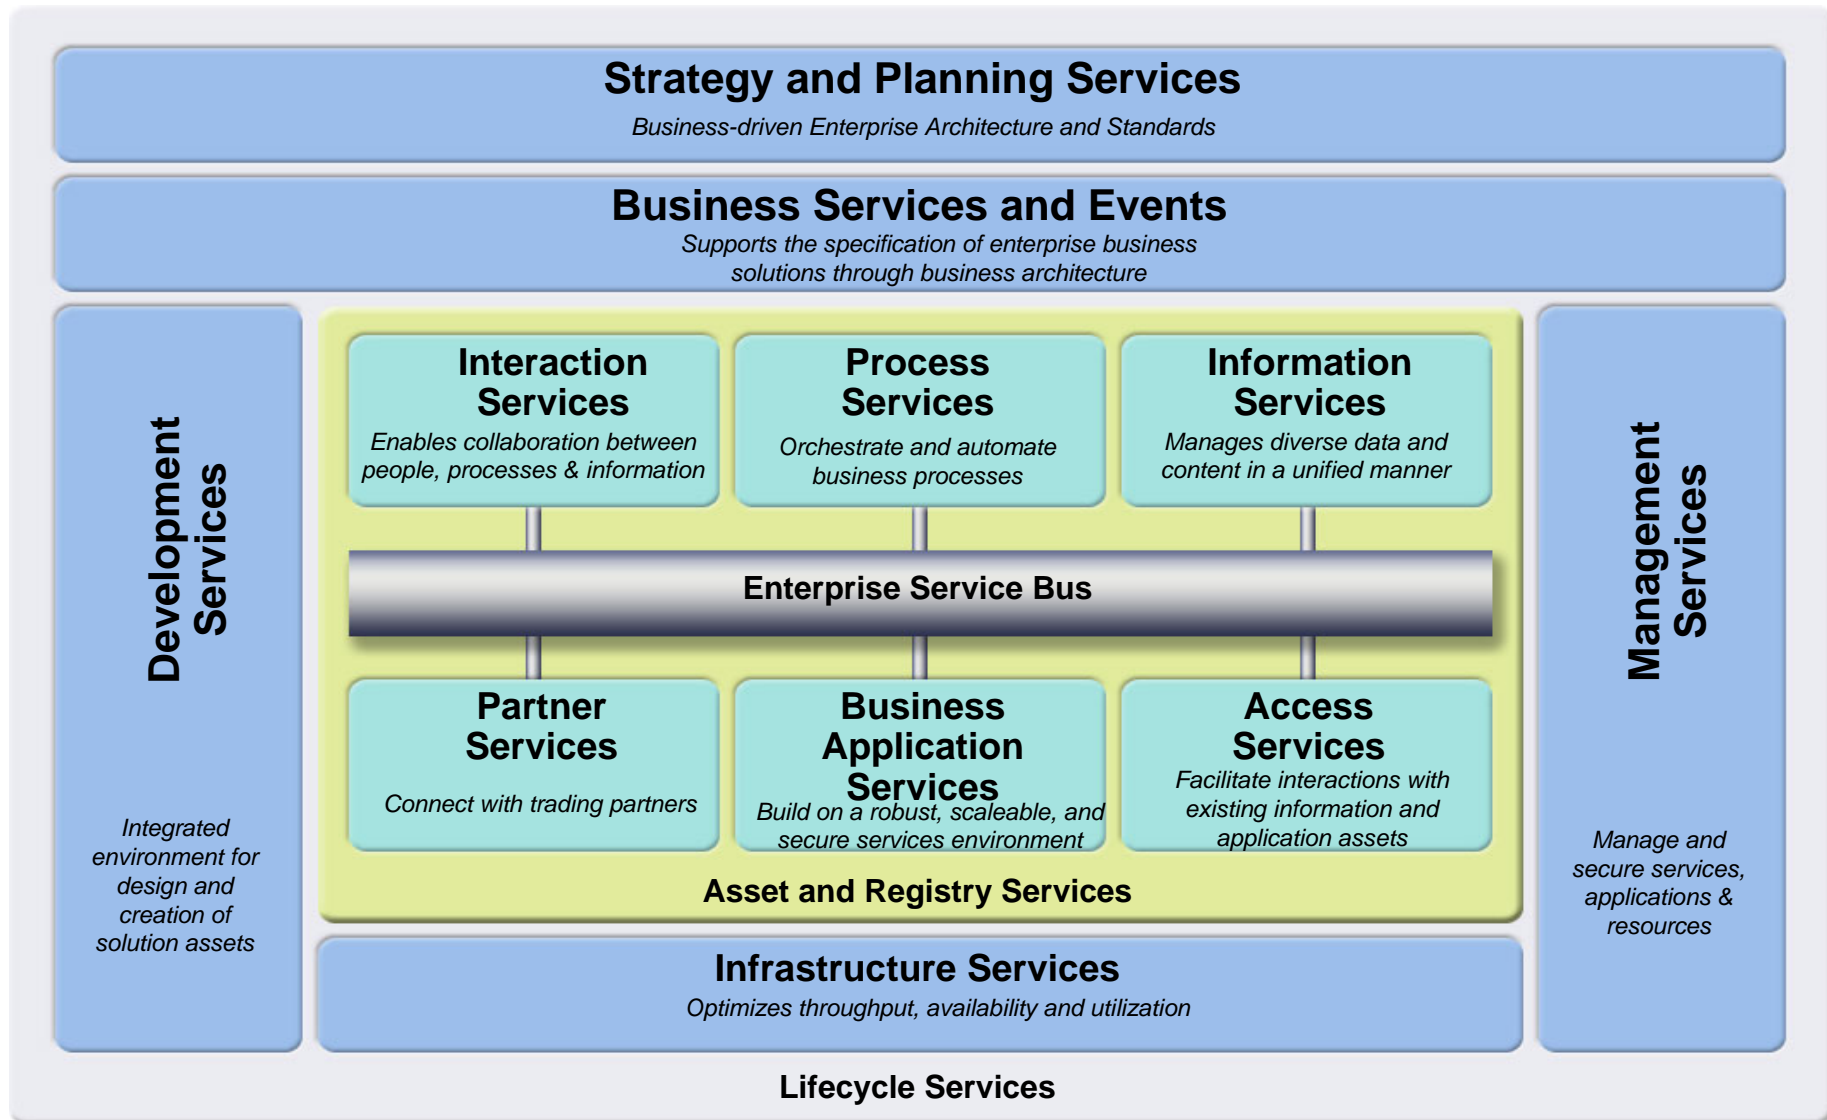 Strategy and Planning Services
Business-driven Enterprise Architecture and Standards
Business Services and Events
Supports the specification of enterprise business
solutions through business architecture
Development
Services
Integrated
environment for
design and
creation of
solution assets
Interaction
Services
Enables collaboration between
people, processes & information
Process
Services
Orchestrate and automate
business processes
Information
Services
Manages diverse data and
content in a unified manner
Enterprise Service Bus
Partner
Services
Connect with trading partners
Business
Application
Services
Build on a robust, scaleable, and
secure services environment
Access
Services
Facilitate interactions with
existing information and
application assets
Asset and Registry Services
Management
Services
Manage and
secure services,
applications &
resources
Infrastructure Services
Optimizes throughput, availability and utilization
Lifecycle Services